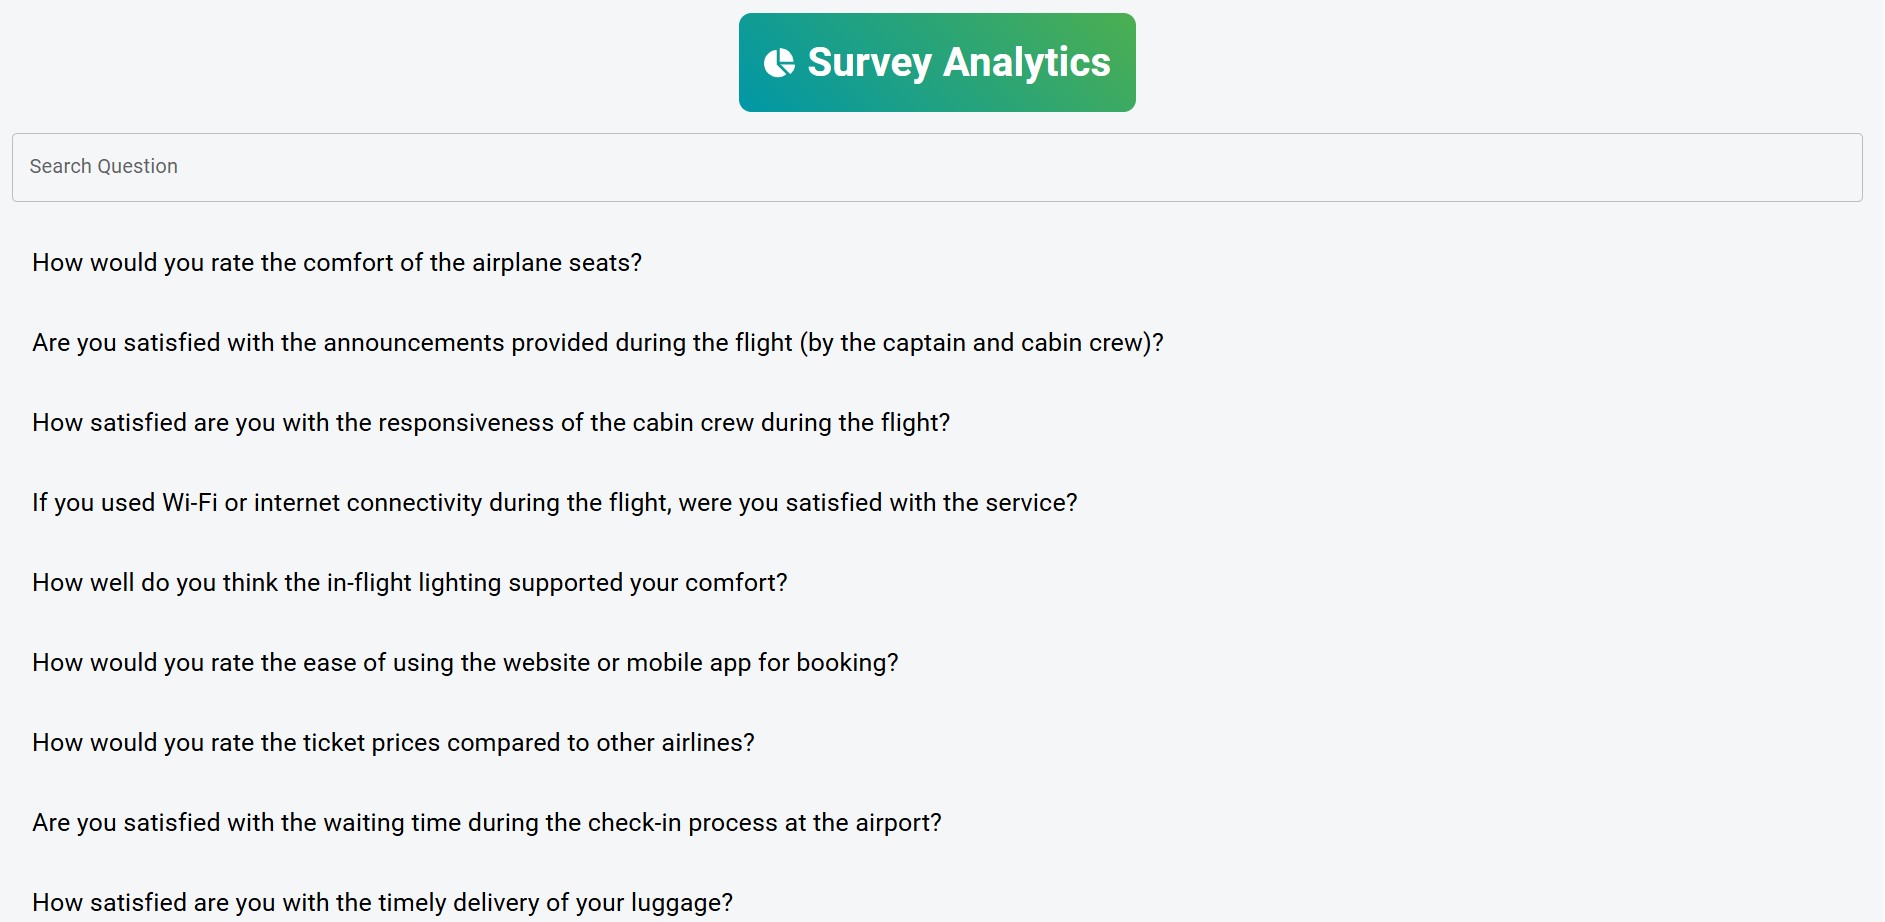 Survey Analytics
Search Question
How would you rate the comfort of the airplane seats?
Are you satisfied with the announcements provided during the flight (by the captain and cabin crew)?
How satisfied are you with the responsiveness of the cabin crew during the flight?
If you used Wi-Fi or internet connectivity during the flight, were you satisfied with the service?
How well do you think the in-flight lighting supported your comfort?
How would you rate the ease of using the website or mobile app for booking?
How would you rate the ticket prices compared to other airlines?
Are you satisfied with the waiting time during the check-in process at the airport?
How satisfied are you with the timely delivery of your luggage?